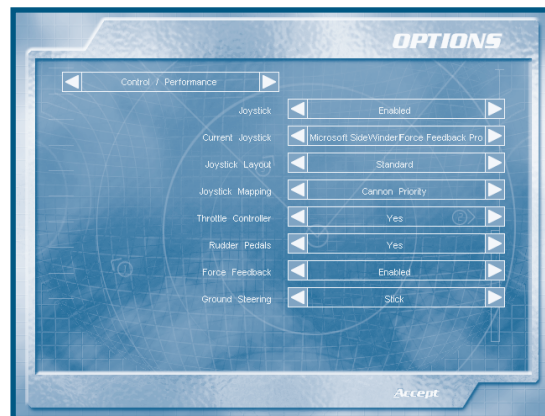 OPTIONS
Control / Performance
Joystick Enabled
Current Joystick Microsoft SideWinder Force Feedback Pro
Joystick Layout Standard
Joystick Mapping Cannon Priority
Throttle Controller Yes
Rudder Pedals Yes
Force Feedback Enabled
Ground Steering Stick
Accept